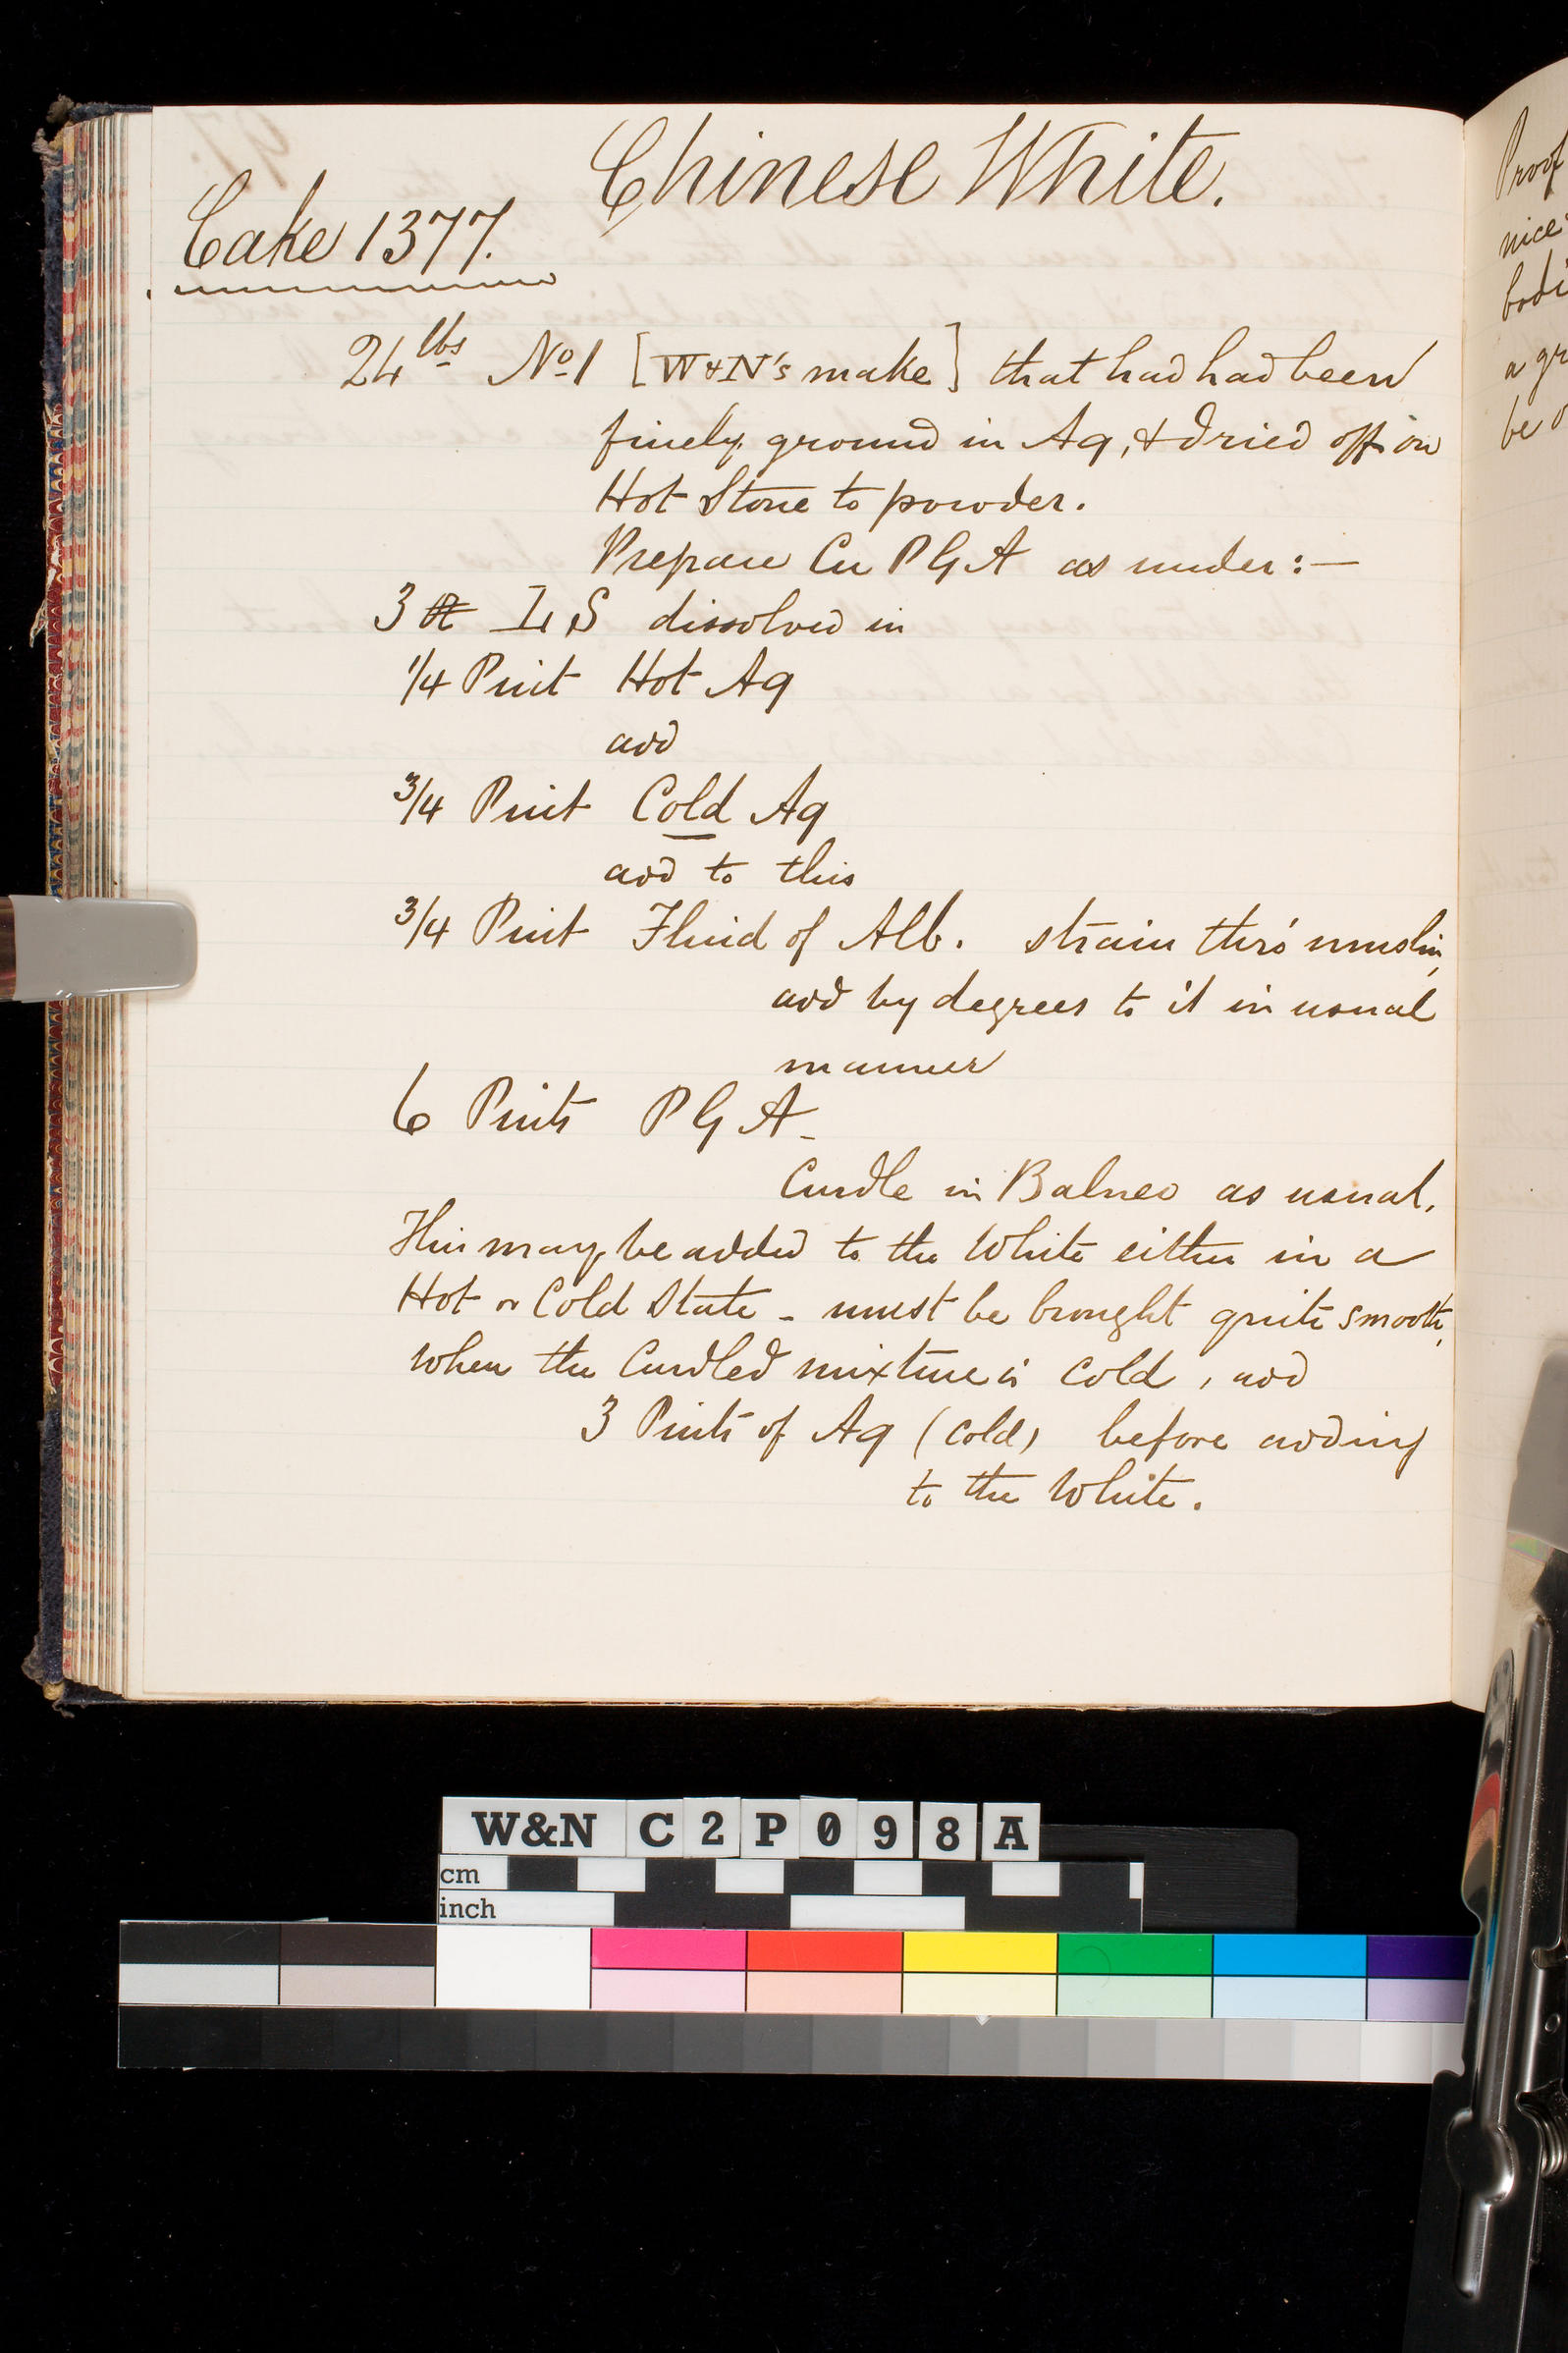 Chinese White.
Cake 1377.
24 lbs No 1 [W&N's make] that had had been
finely ground in Aq, & dried off on
Hot Stone to powder.
Prepare Cu P G A as under:—
3 lb L S dissolved in
1/4 Pint Hot Aq
add
3/4 Pint Cold Aq
add to this
3/4 Pint Fluid of Alb. strain thro' muslin,
add by degrees to it in usual
manner
6 Pints P G A
Curdle in Balneo as usual.
This may be added to the White either in a
Hot or Cold State - must be brought quite smooth,
when the Curdled mixture is cold, add
3 Pints of Aq (cold) before adding
to the White.
Proof
nice
bodi
a gr
be o
W&N C2P098A
cm
inch